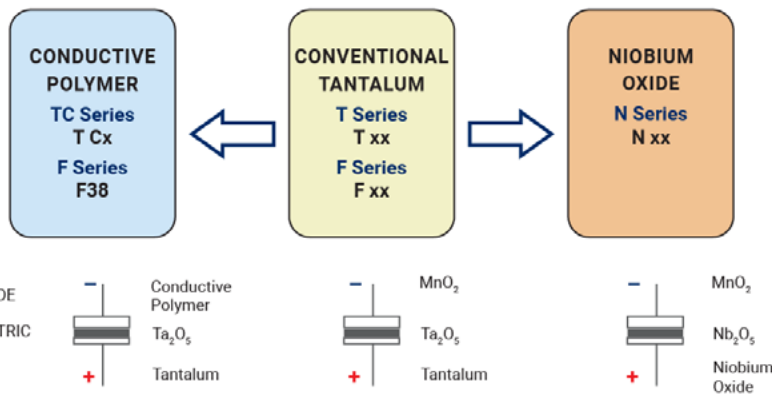 CONDUCTIVE
POLYMER
TC Series
T Cx
F Series
F38
CONVENTIONAL
TANTALUM
T Series
T xx
F Series
F xx
NIOBIUM
OXIDE
N Series
N xx
DE
TRIC
−
Conductive
Polymer
Ta₂O₅
+
Tantalum
−
MnO₂
Ta₂O₅
+
Tantalum
−
MnO₂
Nb₂O₅
+
Niobium
Oxide